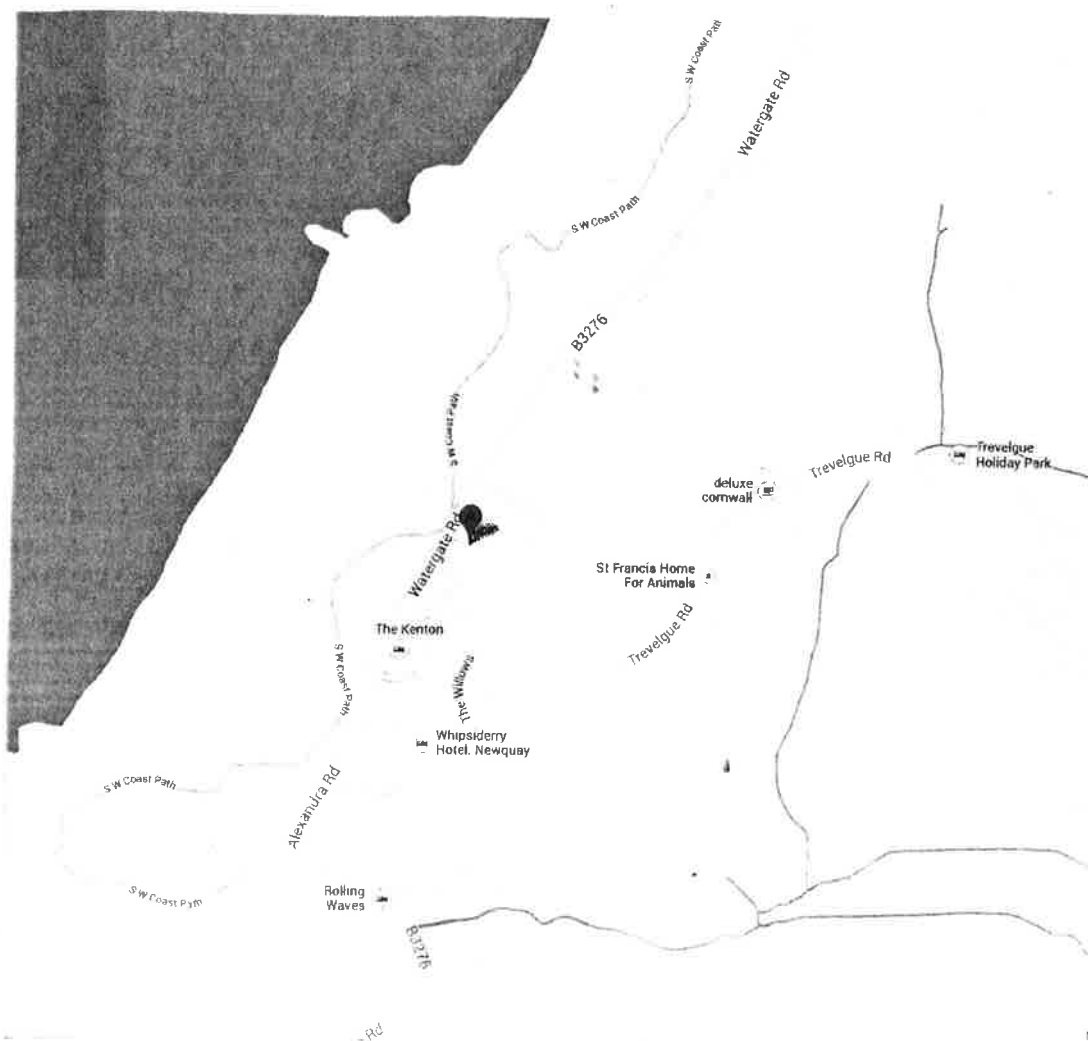 S W Coast Path
Watergate Rd
S W Coast Path
B3276
S W Coast Path
Trevelgue Rd
Trevelgue
Holiday Park
deluxe
cornwall
Watergate Rd
St Francis Home
For Animals
Trevelgue Rd
The Kenton
S W Coast Path
The Willows
Whipsiderry
Hotel, Newquay
S W Coast Path
Alexandra Rd
S W Coast Path
Rolling
Waves
B3276
Rd